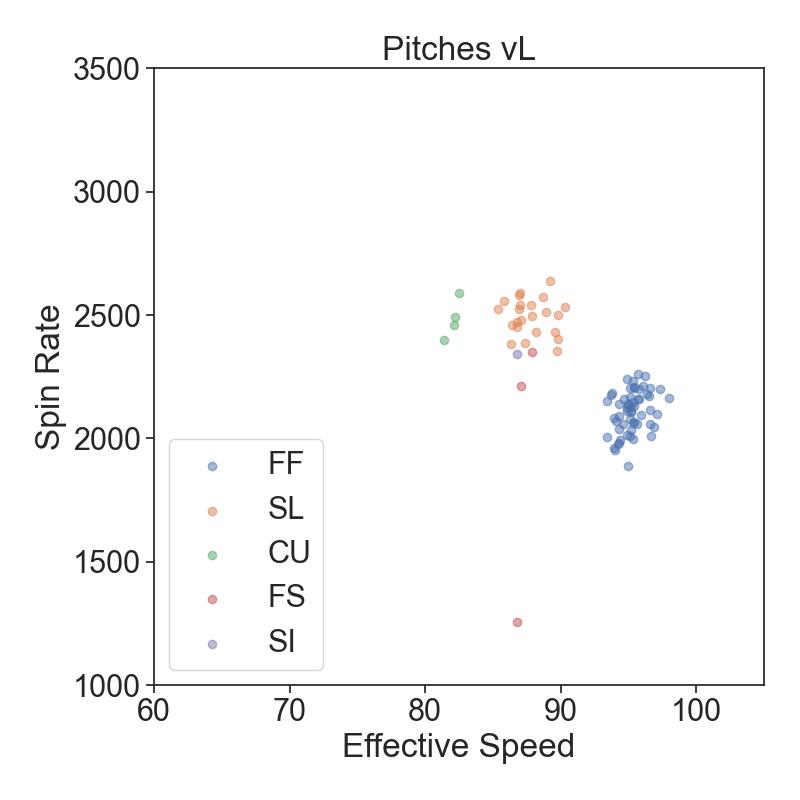 Pitches vL
3500
3000
2500
2000
1500
1000
Spin Rate
FF
SL
CU
FS
SI
60 70 80 90 100
Effective Speed